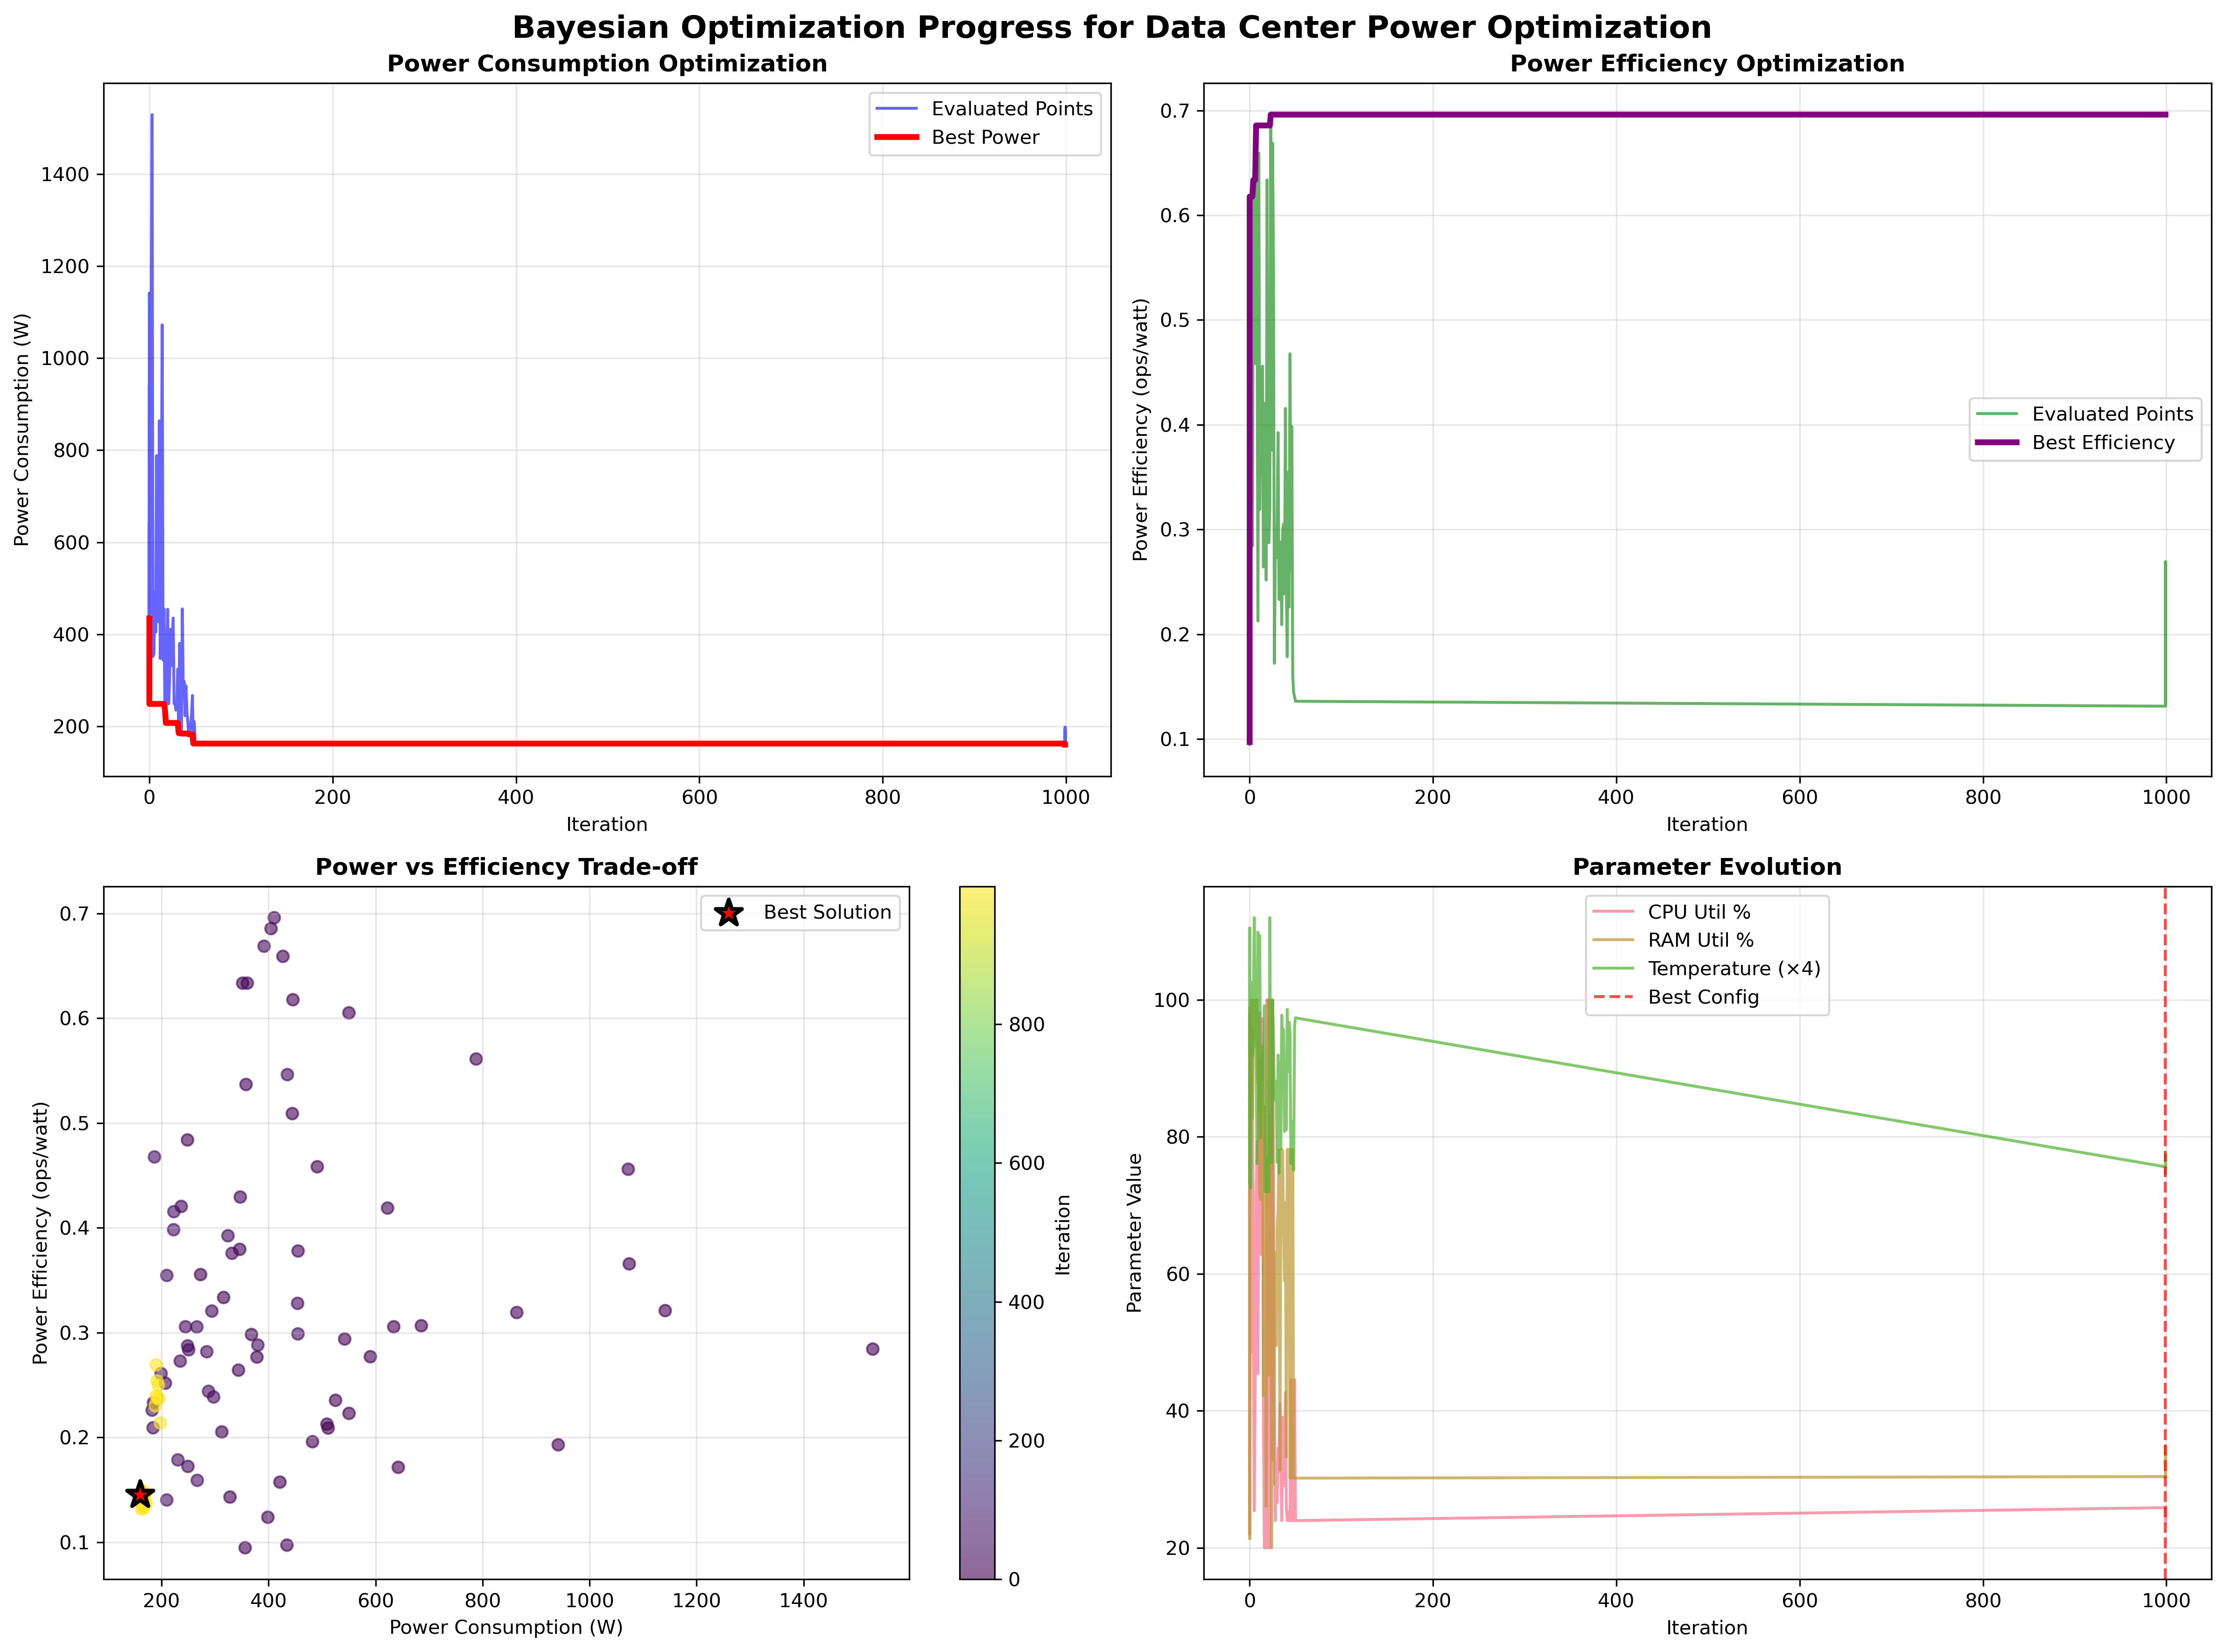 Bayesian Optimization Progress for Data Center Power Optimization
Power Consumption Optimization
Power Consumption (W)
1400
1200
1000
800
600
400
200
Evaluated Points
Best Power
0 200 400 600 800 1000
Iteration
Power Efficiency Optimization
Power Efficiency (ops/watt)
0.7
0.6
0.5
0.4
0.3
0.2
0.1
Evaluated Points
Best Efficiency
0 200 400 600 800 1000
Iteration
Power vs Efficiency Trade-off
Power Efficiency (ops/watt)
0.7
0.6
0.5
0.4
0.3
0.2
0.1
Best Solution
200 400 600 800 1000 1200 1400
Power Consumption (W)
800
600
400
200
0
Iteration
Parameter Evolution
Parameter Value
100
80
60
40
20
CPU Util %
RAM Util %
Temperature (×4)
Best Config
0 200 400 600 800 1000
Iteration